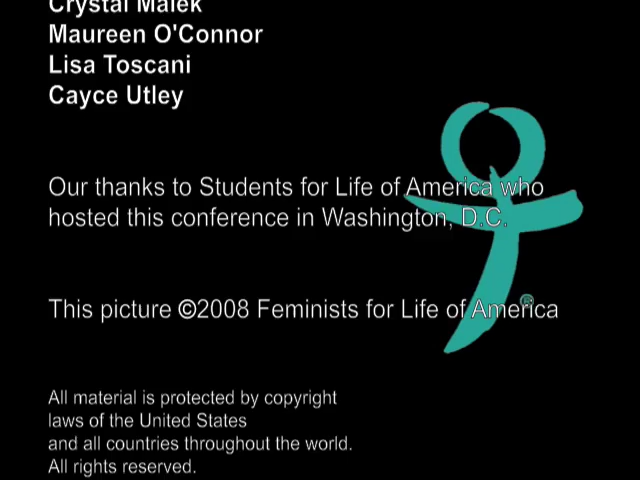 Crystal Malek
Maureen O'Connor
Lisa Toscani
Cayce Utley
Our thanks to Students for Life of America who
hosted this conference in Washington, D.C.
This picture ©2008 Feminists for Life of America
®
All material is protected by copyright
laws of the United States
and all countries throughout the world.
All rights reserved.